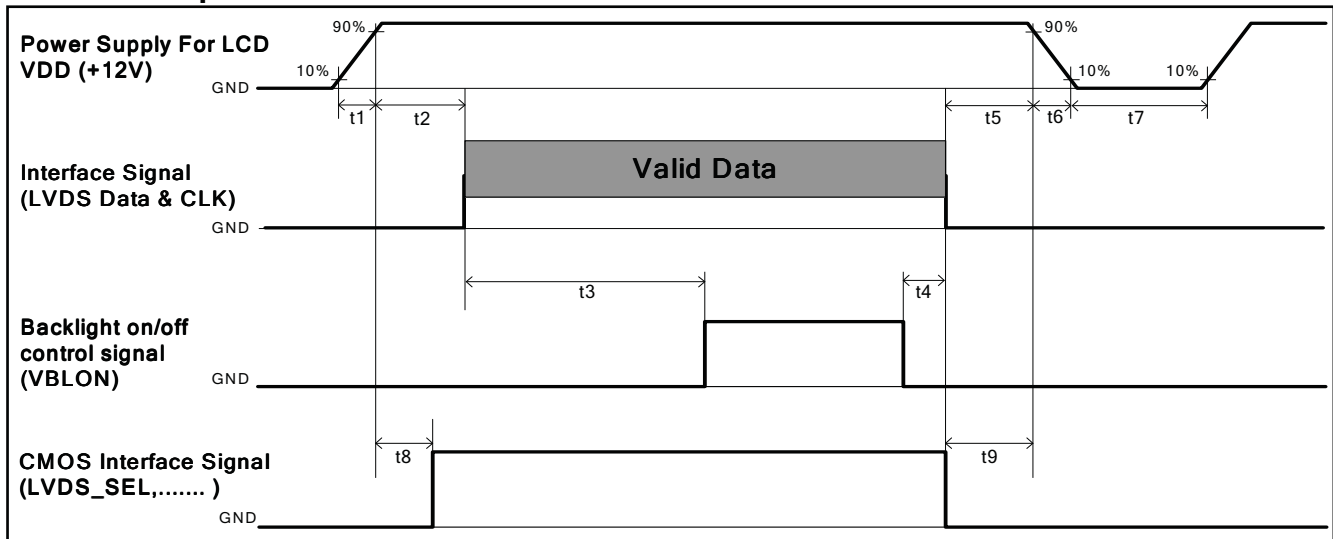 Power Supply For LCD
VDD (+12V)
90%
90%
10%
10%
10%
GND
t1
t2
t5
t6
t7
Valid Data
Interface Signal
(LVDS Data & CLK)
GND
t3
t4
Backlight on/off
control signal
(VBLON)
GND
t8
t9
CMOS Interface Signal
(LVDS_SEL,....... )
GND